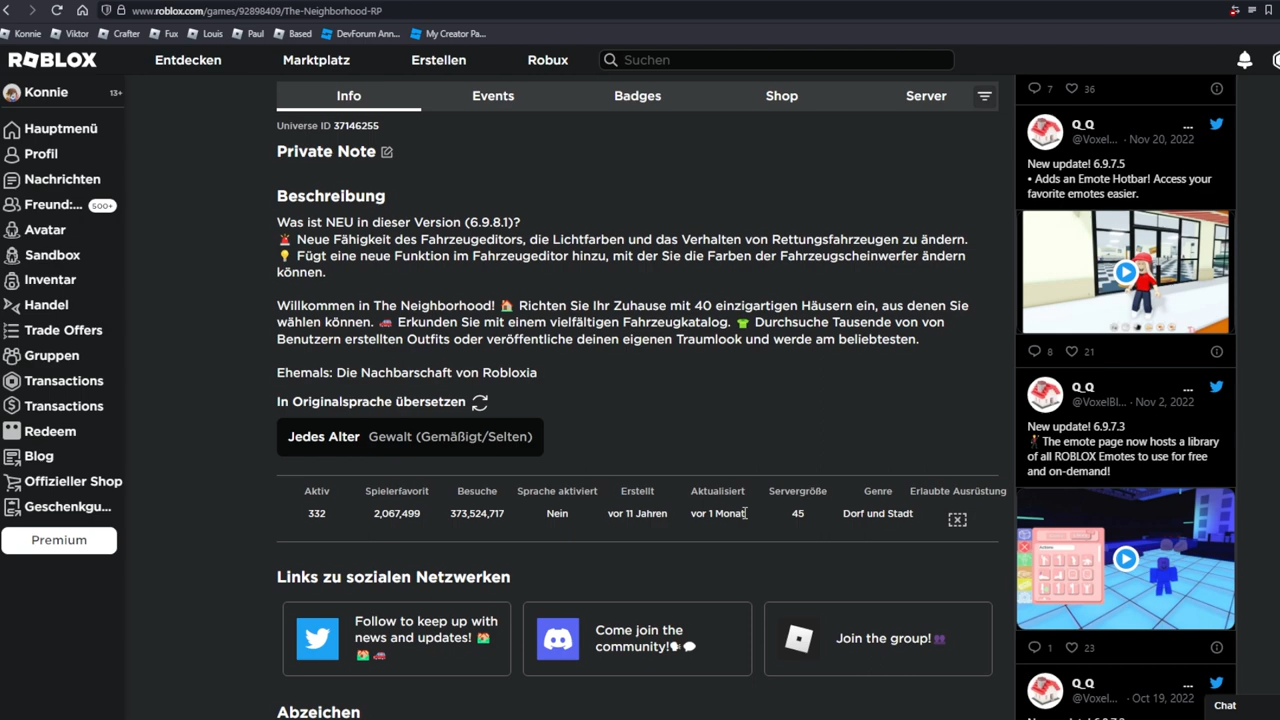 www.roblox.com/games/92898409/The-Neighborhood-RP
Konnie Viktor Crafter Fux Louis Paul Based DevForum Ann... My Creator Pa...
ROBLOX Entdecken Marktplatz Erstellen Robux Suchen
Konnie 13+
Hauptmenü
Profil
Nachrichten
Freund:... 500+
Avatar
Sandbox
Inventar
Handel
Trade Offers
Gruppen
Transactions
Transactions
Redeem
Blog
Offizieller Shop
Geschenkgu...
Premium
Info Events Badges Shop Server
Universe ID 37146255
Private Note
Beschreibung
Was ist NEU in dieser Version (6.9.8.1)?
🚨 Neue Fähigkeit des Fahrzeugeditors, die Lichtfarben und das Verhalten von Rettungsfahrzeugen zu ändern.
💡 Fügt eine neue Funktion im Fahrzeugeditor hinzu, mit der Sie die Farben der Fahrzeugscheinwerfer ändern
können.
Willkommen in The Neighborhood! 🏠 Richten Sie Ihr Zuhause mit 40 einzigartigen Häusern ein, aus denen Sie
wählen können. 🚗 Erkunden Sie mit einem vielfältigen Fahrzeugkatalog. 👕 Durchsuche Tausende von von
Benutzern erstellten Outfits oder veröffentliche deinen eigenen Traumlook und werde am beliebtesten.
Ehemals: Die Nachbarschaft von Robloxia
In Originalsprache übersetzen
Jedes Alter Gewalt (Gemäßigt/Selten)
Aktiv Spielerfavorit Besuche Sprache aktiviert Erstellt Aktualisiert Servergröße Genre Erlaubte Ausrüstung
332 2,067,499 373,524,717 Nein vor 11 Jahren vor 1 Monat 45 Dorf und Stadt
Links zu sozialen Netzwerken
Follow to keep up with
news and updates! 🏡
🏡 🚗
Come join the
community!🗣💬
Join the group!👥
Abzeichen
7 36
Q_Q ...
@Voxel... · Nov 20, 2022
New update! 6.9.7.5
• Adds an Emote Hotbar! Access your
favorite emotes easier.
8 21
Q_Q ...
@VoxelBl... · Nov 2, 2022
New update! 6.9.7.3
🕺The emote page now hosts a library
of all ROBLOX Emotes to use for free
and on-demand!
1 23
Q_Q ...
@Voxel... · Oct 19, 2022
Chat